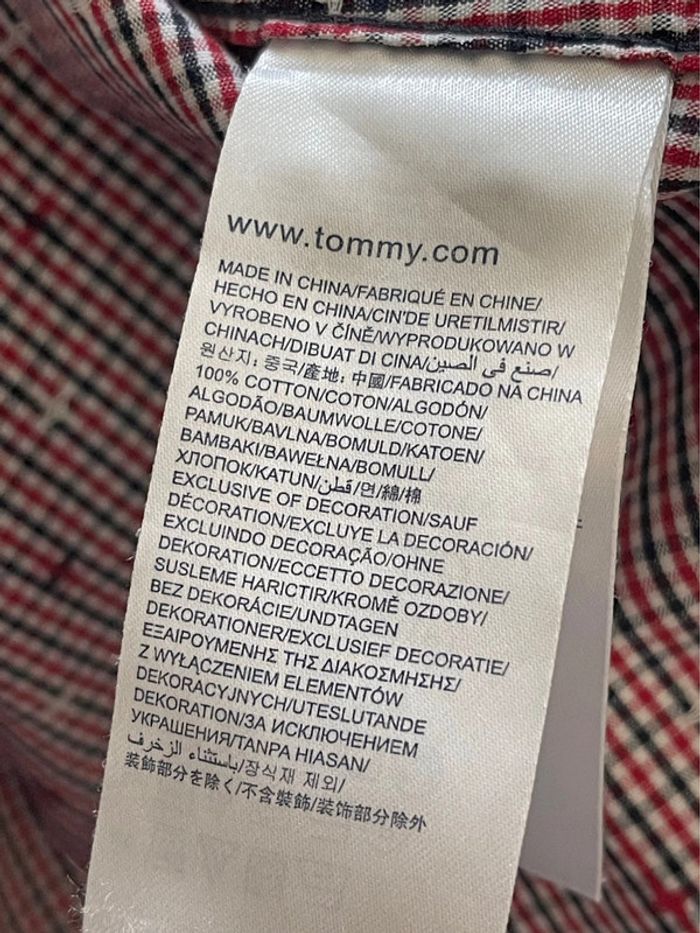 www.tommy.com
MADE IN CHINA/FABRIQUÉ EN CHINE/
HECHO EN CHINA/CIN'DE URETILMISTIR/
VYROBENO V ČÍNĚ/WYPRODUKOWANO W
CHINACH/DIBUAT DI CINA/صنع في الصين/
원산지: 중국/產地: 中國/FABRICADO NA CHINA
100% COTTON/COTON/ALGODÓN/
ALGODÃO/BAUMWOLLE/COTONE/
PAMUK/BAVLNA/BOMULD/KATOEN/
BAMBAKI/BAWEŁNA/BOMULL/
ХЛОПОК/KATUN/قطن/면/綿/棉
EXCLUSIVE OF DECORATION/SAUF
DÉCORATION/EXCLUYE LA DECORACIÓN/
EXCLUINDO DECORAÇÃO/OHNE
DEKORATION/ECCETTO DECORAZIONE/
SUSLEME HARICTIR/KROMĚ OZDOBY/
BEZ DEKORÁCIE/UNDTAGEN
DEKORATIONER/EXCLUSIEF DECORATIE/
ΕΞΑΙΡΟΥΜΕΝΗΣ ΤΗΣ ΔΙΑΚΟΣΜΗΣΗΣ/
Z WYŁĄCZENIEM ELEMENTÓW
DEKORACYJNYCH/UTESLUTANDE
DEKORATION/ЗА ИСКЛЮЧЕНИЕМ
УКРАШЕНИЯ/TANPA HIASAN/
باستثناء الزخرف/장식재 제외/
装飾部分を除く/不含裝飾/装饰部分除外